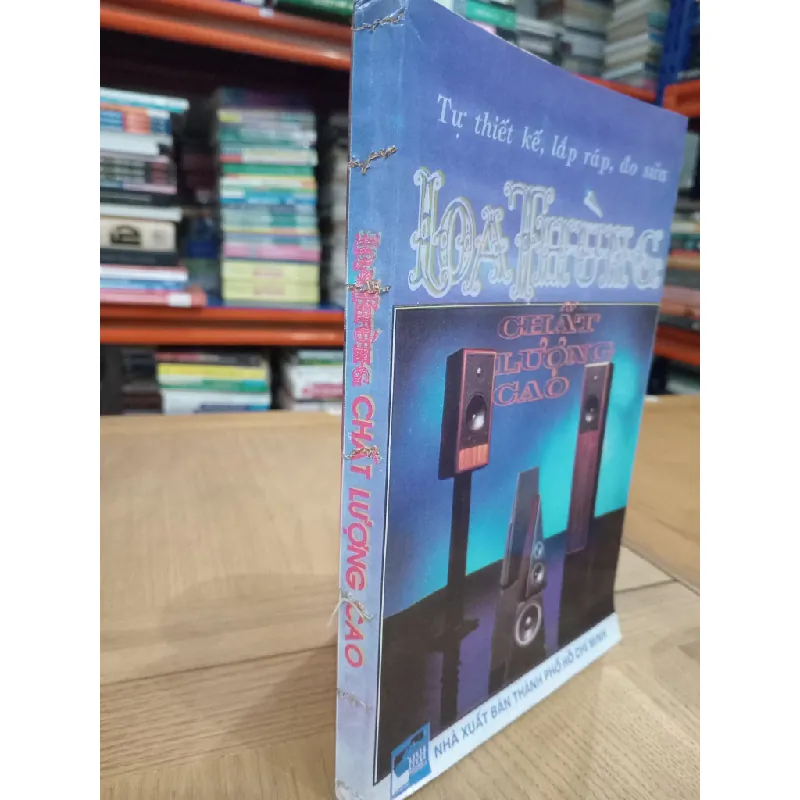 Tự thiết kế, lắp ráp, đo sửa
LOA THÙNG
CHẤT
LƯỢNG
CAO
NHÀ XUẤT BẢN THÀNH PHỐ HỒ CHÍ MINH
LOA THÙNG CHẤT LƯỢNG CAO